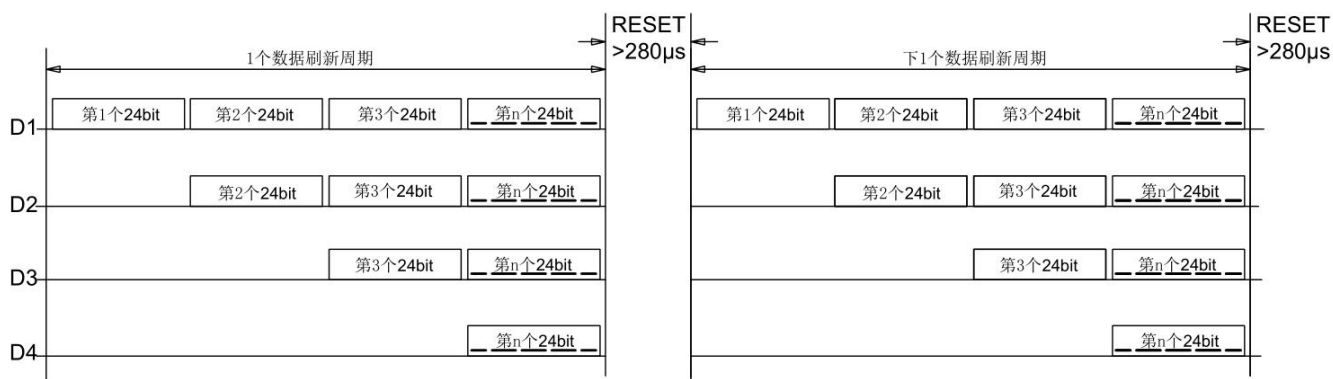 RESET
>280μs
RESET
>280μs
1个数据刷新周期
下1个数据刷新周期
D1 第1个24bit 第2个24bit 第3个24bit 第n个24bit 第1个24bit 第2个24bit 第3个24bit 第n个24bit
D2 第2个24bit 第3个24bit 第n个24bit 第2个24bit 第3个24bit 第n个24bit
D3 第3个24bit 第n个24bit 第3个24bit 第n个24bit
D4 第n个24bit 第n个24bit